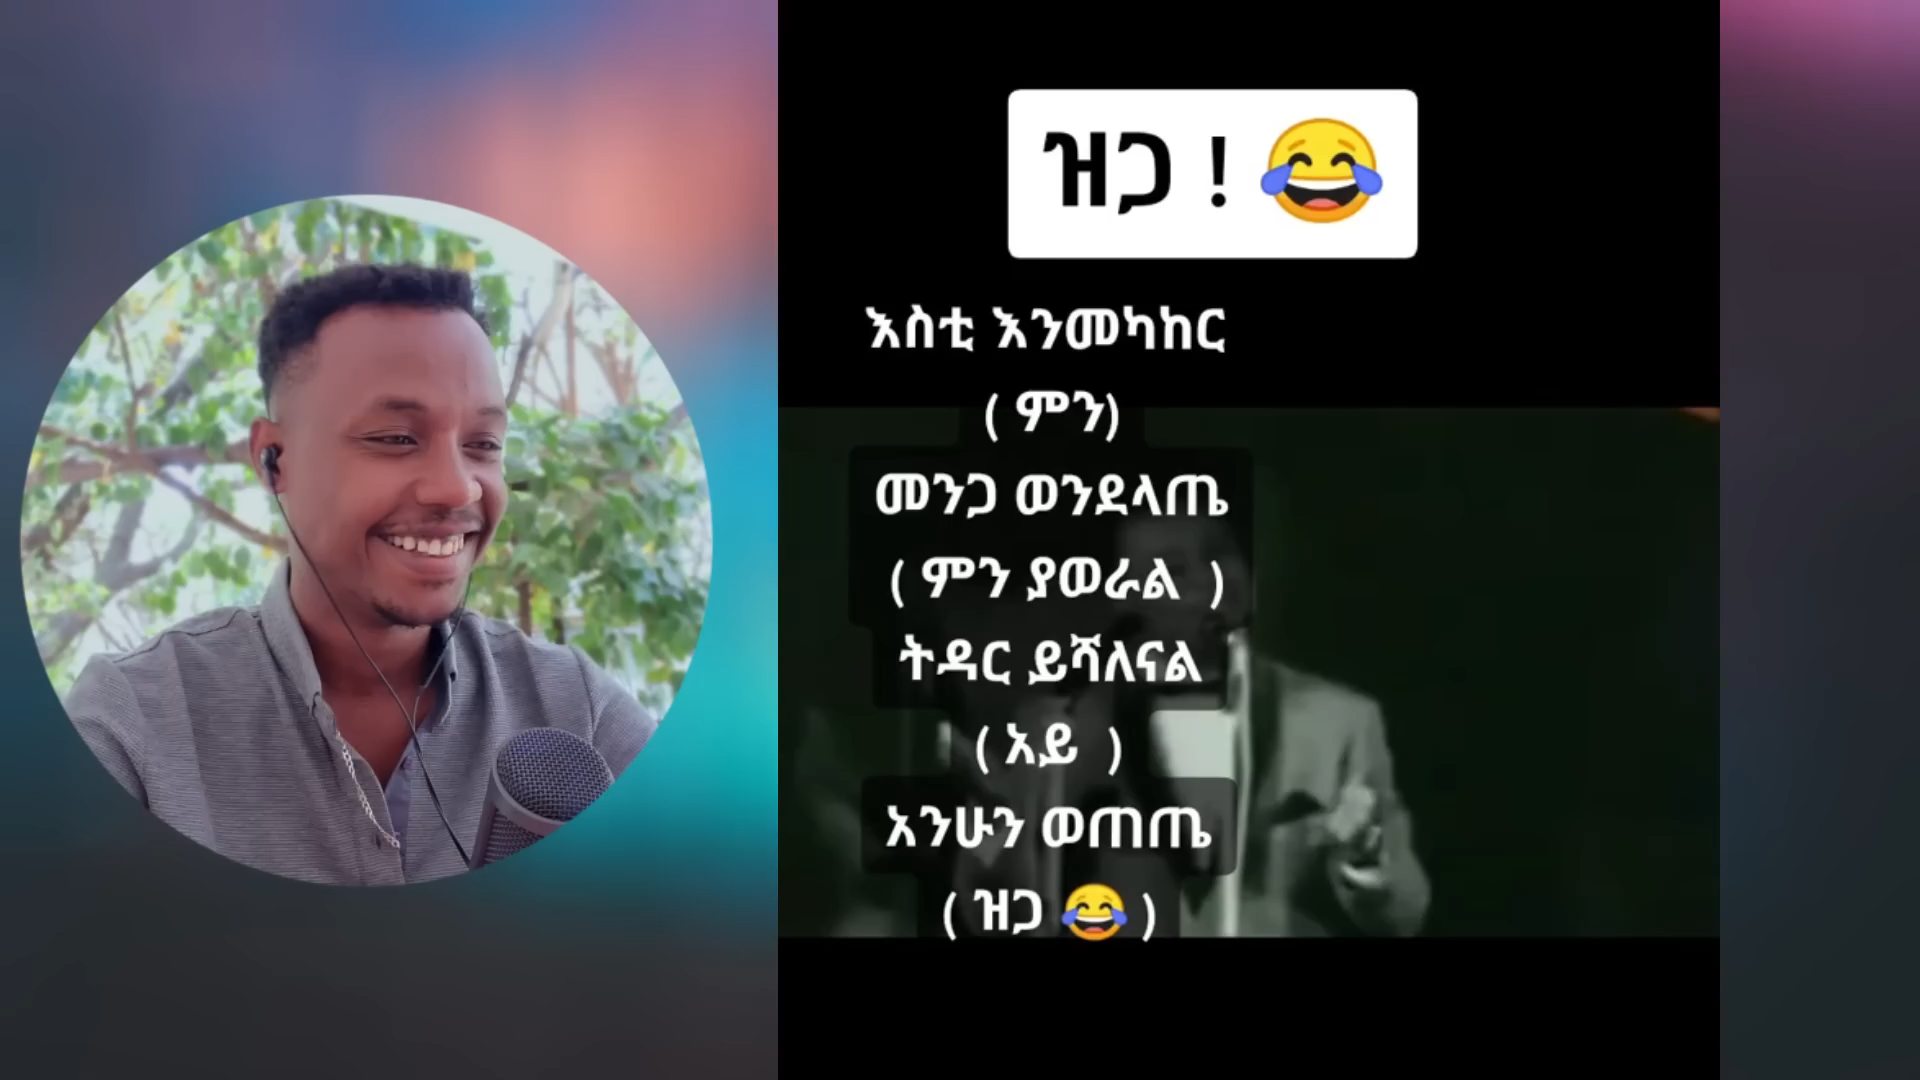 ዝጋ ! 😂
እስቲ እንመካከር
( ምን)
መንጋ ወንደላጤ
( ምን ያወራል )
ትዳር ይሻለናል
( አይ )
አንሁን ወጠጤ
( ዝጋ 😂 )